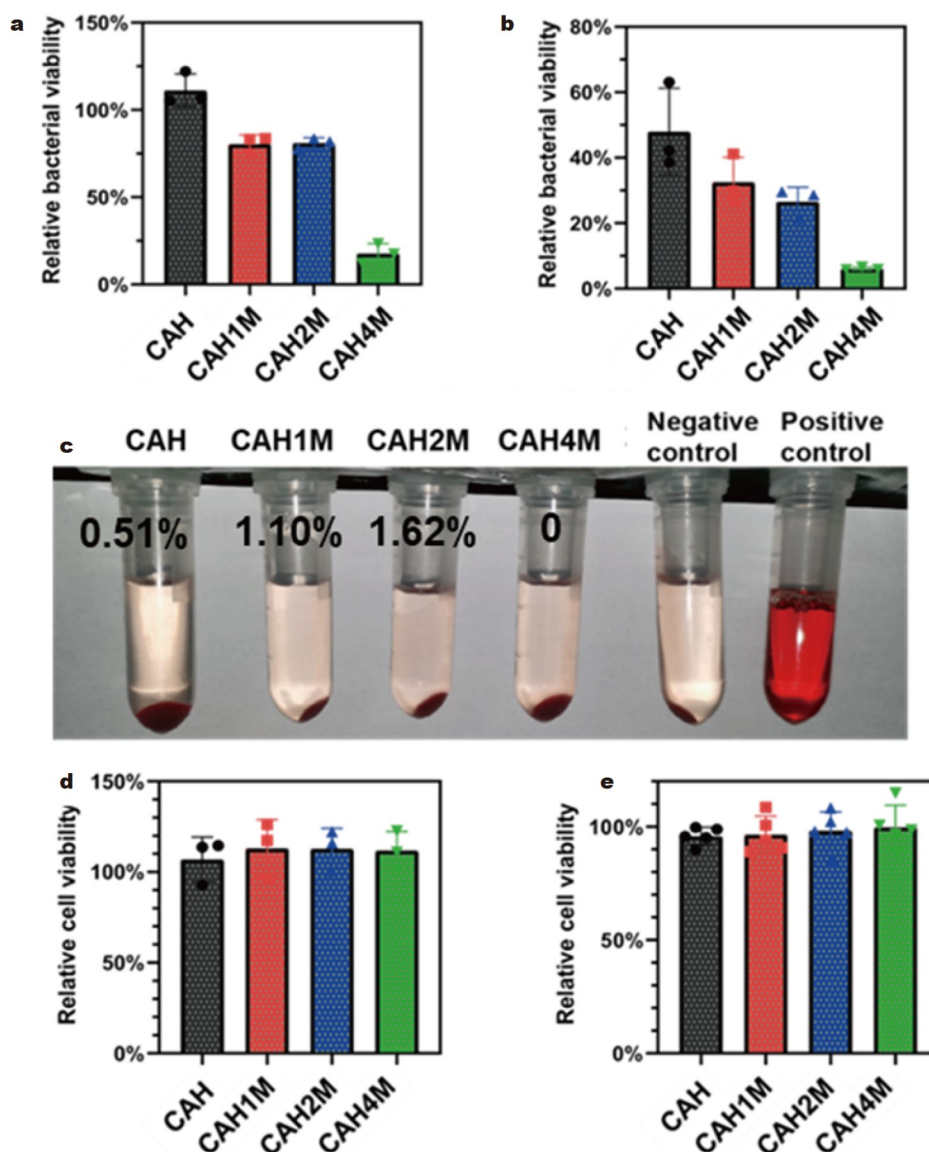 a
Relative bacterial viability
150%
100%
50%
0%
CAH
CAH1M
CAH2M
CAH4M
b
Relative bacterial viability
80%
60%
40%
20%
0%
CAH
CAH1M
CAH2M
CAH4M
c
CAH
CAH1M
CAH2M
CAH4M
Negative
control
Positive
control
0.51%
1.10%
1.62%
0
d
Relative cell viability
150%
100%
50%
0%
CAH
CAH1M
CAH2M
CAH4M
e
Relative cell viability
100%
50%
0%
CAH
CAH1M
CAH2M
CAH4M